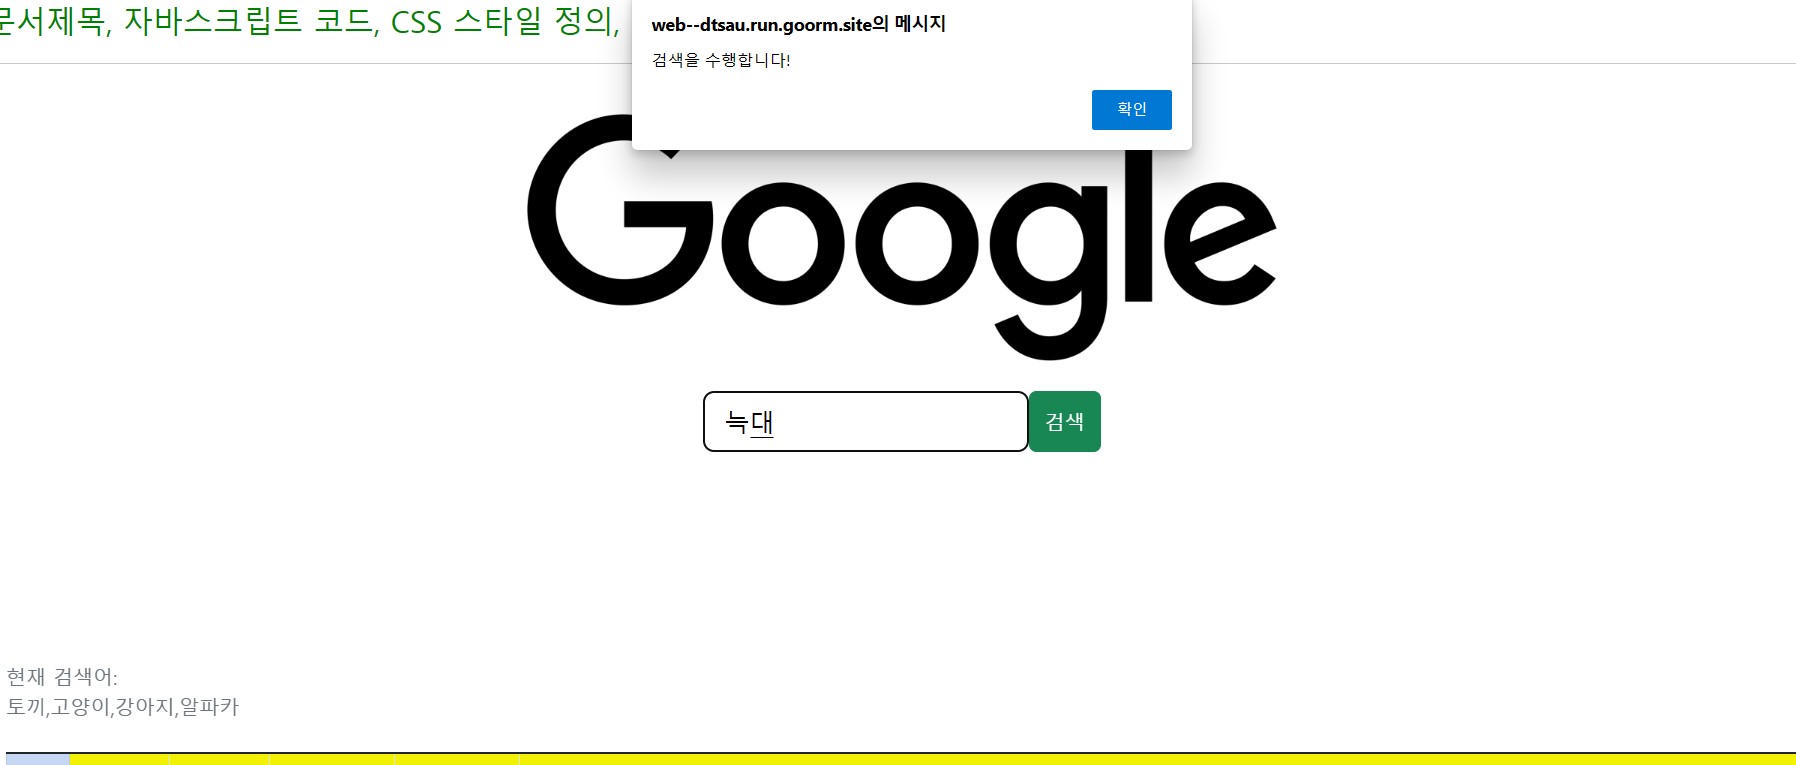 문서제목, 자바스크립트 코드, CSS 스타일 정의,
web--dtsau.run.goorm.site의 메시지
검색을 수행합니다!
확인
Google
늑대
검색
현재 검색어:
토끼,고양이,강아지,알파카